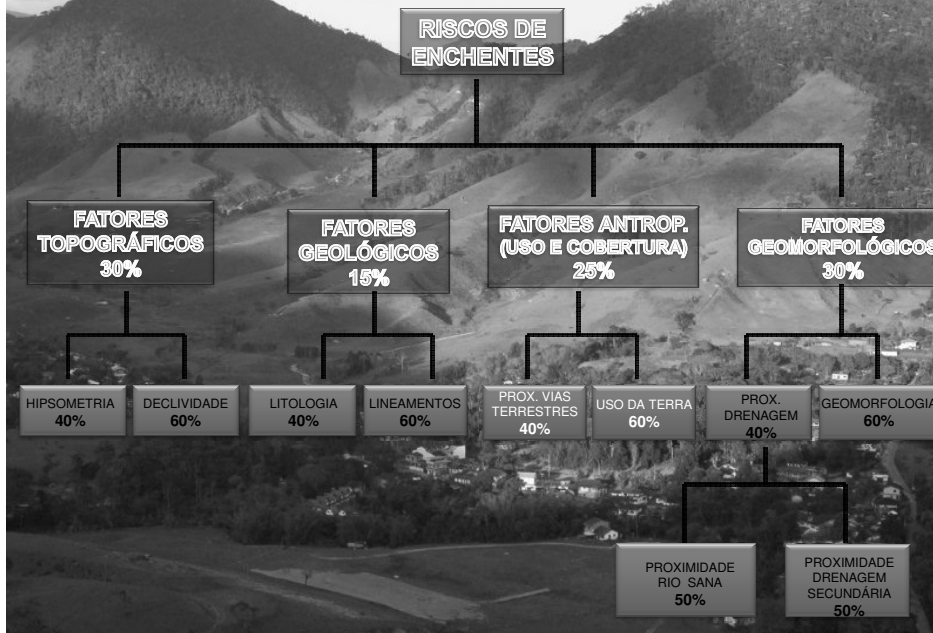 RISCOS DE
ENCHENTES
FATORES
TOPOGRÁFICOS
30%
FATORES
GEOLÓGICOS
15%
FATORES ANTROP.
(USO E COBERTURA)
25%
FATORES
GEOMORFOLÓGICOS
30%
HIPSOMETRIA
40%
DECLIVIDADE
60%
LITOLOGIA
40%
LINEAMENTOS
60%
PROX. VIAS
TERRESTRES
40%
USO DA TERRA
60%
PROX.
DRENAGEM
40%
GEOMORFOLOGIA
60%
PROXIMIDADE
RIO SANA
50%
PROXIMIDADE
DRENAGEM
SECUNDÁRIA
50%